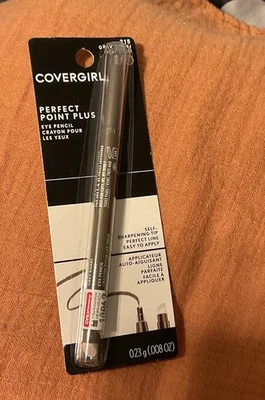 215
COVERGIRL
PERFECT
POINT PLUS
EYE PENCIL
CRAYON POUR
LES YEUX
SELF-
SHARPENING TIP
PERFECT LINE
EASY TO APPLY
APPLICATEUR
AUTO-AIGUISANT
LIGNE
PARFAITE
FACILE À
APPLIQUER
0.23 g (.008 OZ)